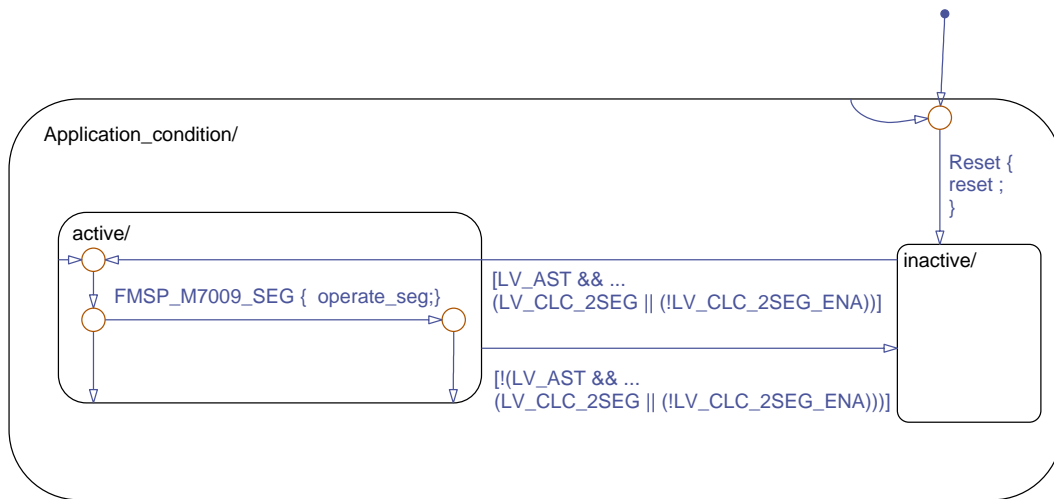 Application_condition/
Reset {
reset ;
}
active/
inactive/
[LV_AST && ...
(LV_CLC_2SEG || (!LV_CLC_2SEG_ENA))]
FMSP_M7009_SEG {  operate_seg;}
[!(LV_AST && ...
(LV_CLC_2SEG || (!LV_CLC_2SEG_ENA)))]